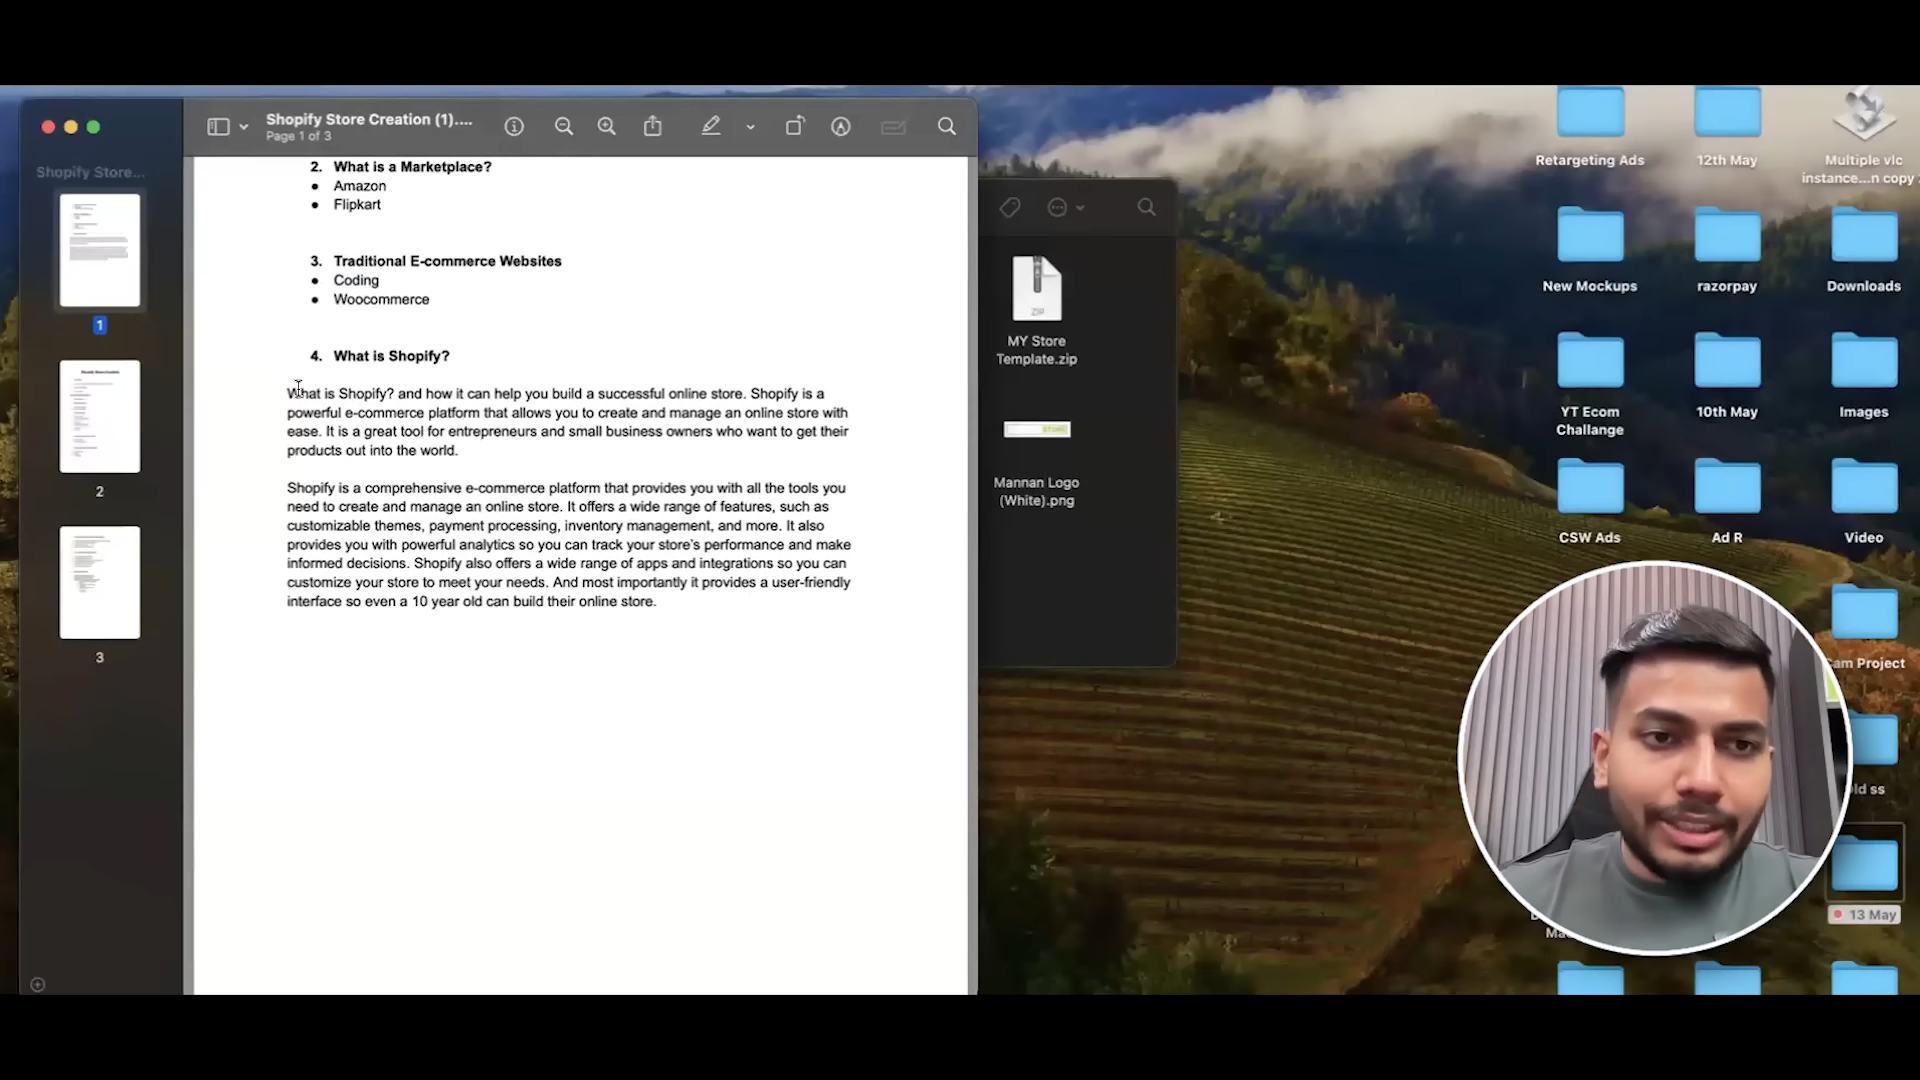 Shopify Store Creation (1)....
Page 1 of 3
Shopify Store...
1
2
3
2. What is a Marketplace?
● Amazon
● Flipkart
3. Traditional E-commerce Websites
● Coding
● Woocommerce
4. What is Shopify?
What is Shopify? and how it can help you build a successful online store. Shopify is a
powerful e-commerce platform that allows you to create and manage an online store with
ease. It is a great tool for entrepreneurs and small business owners who want to get their
products out into the world.
Shopify is a comprehensive e-commerce platform that provides you with all the tools you
need to create and manage an online store. It offers a wide range of features, such as
customizable themes, payment processing, inventory management, and more. It also
provides you with powerful analytics so you can track your store's performance and make
informed decisions. Shopify also offers a wide range of apps and integrations so you can
customize your store to meet your needs. And most importantly it provides a user-friendly
interface so even a 10 year old can build their online store.
ZIP
MY Store
Template.zip
STORE
Mannan Logo
(White).png
Retargeting Ads
12th May
Multiple vlc
instance...n copy
New Mockups
razorpay
Downloads
YT Ecom
Challange
10th May
Images
CSW Ads
Ad R
Video
am Project
ld ss
13 May